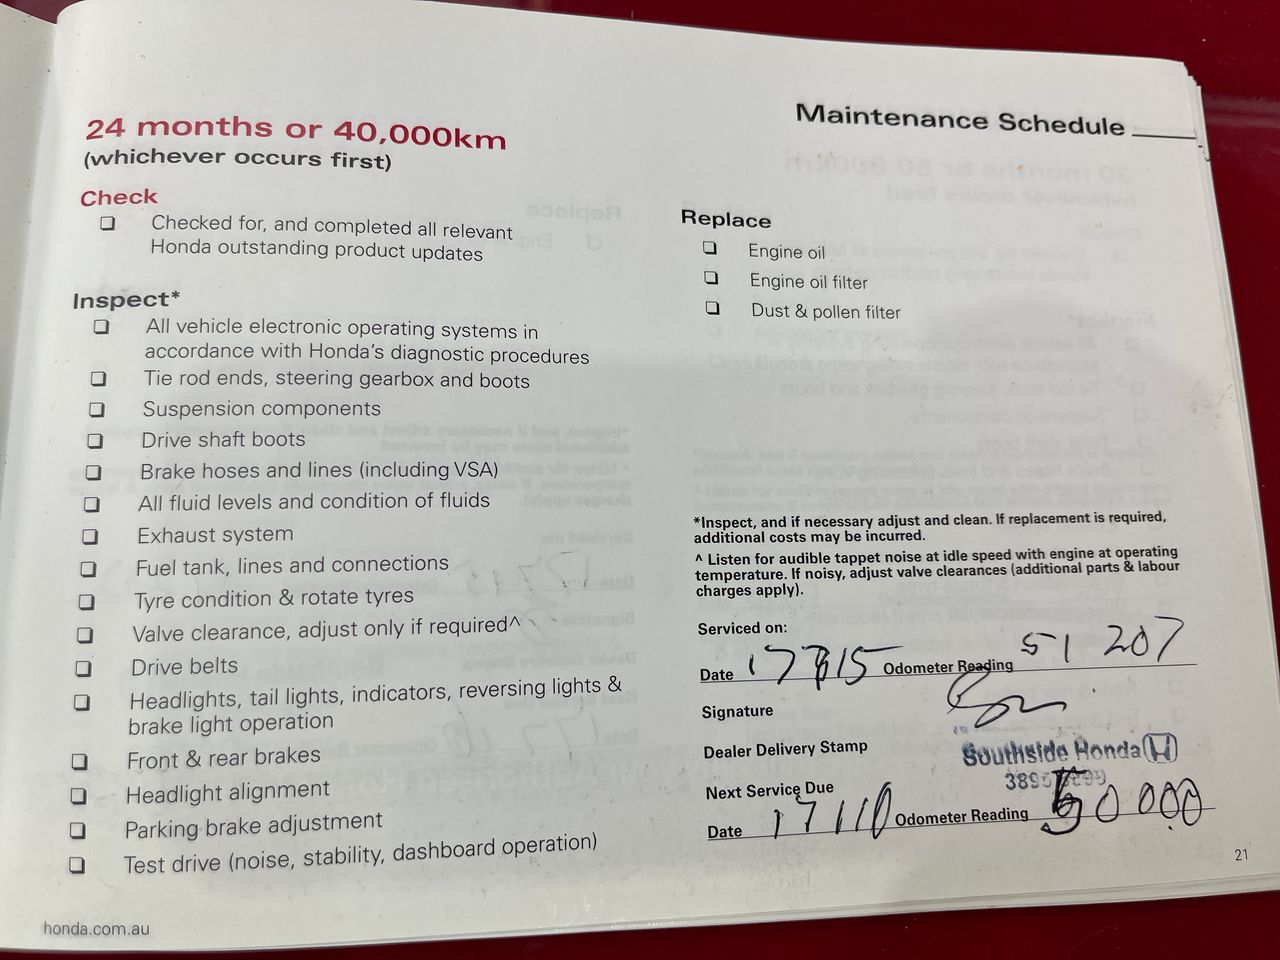 Maintenance Schedule
24 months or 40,000km
(whichever occurs first)
Check
Checked for, and completed all relevant
Honda outstanding product updates
Inspect*
All vehicle electronic operating systems in
accordance with Honda's diagnostic procedures
Tie rod ends, steering gearbox and boots
Suspension components
Drive shaft boots
Brake hoses and lines (including VSA)
All fluid levels and condition of fluids
Exhaust system
Fuel tank, lines and connections
Tyre condition & rotate tyres
Valve clearance, adjust only if required^
Drive belts
Headlights, tail lights, indicators, reversing lights &
brake light operation
Front & rear brakes
Headlight alignment
Parking brake adjustment
Test drive (noise, stability, dashboard operation)
Replace
Engine oil
Engine oil filter
Dust & pollen filter
*Inspect, and if necessary adjust and clean. If replacement is required,
additional costs may be incurred.
^ Listen for audible tappet noise at idle speed with engine at operating
temperature. If noisy, adjust valve clearances (additional parts & labour
charges apply).
Serviced on:
Date Odometer Reading 51 207
Signature
Dealer Delivery Stamp Southside Honda
Next Service Due
Date Odometer Reading
21
honda.com.au